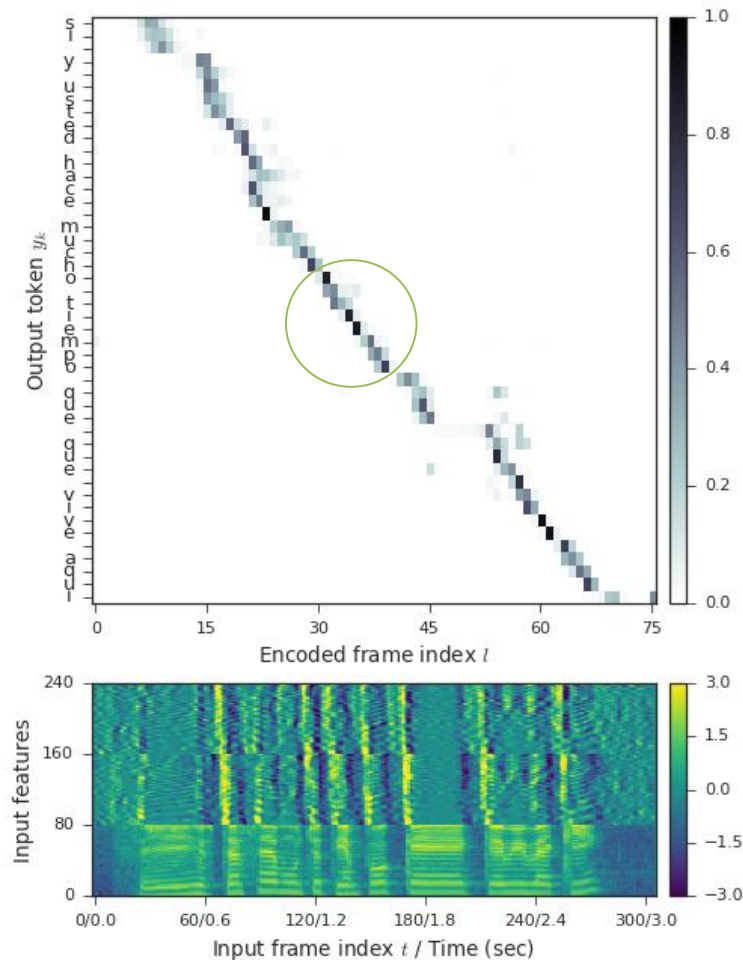 Output token yₖ
s
i
y
u
s
t
e
d
h
a
c
e
m
u
c
h
o
t
i
e
m
p
o
q
u
e
q
u
e
v
i
v
e
a
q
u
i
1.0
0.8
0.6
0.4
0.2
0.0
0 15 30 45 60 75
Encoded frame index l
Input features
240
160
80
0
3.0
1.5
0.0
−1.5
−3.0
0/0.0 60/0.6 120/1.2 180/1.8 240/2.4 300/3.0
Input frame index t / Time (sec)